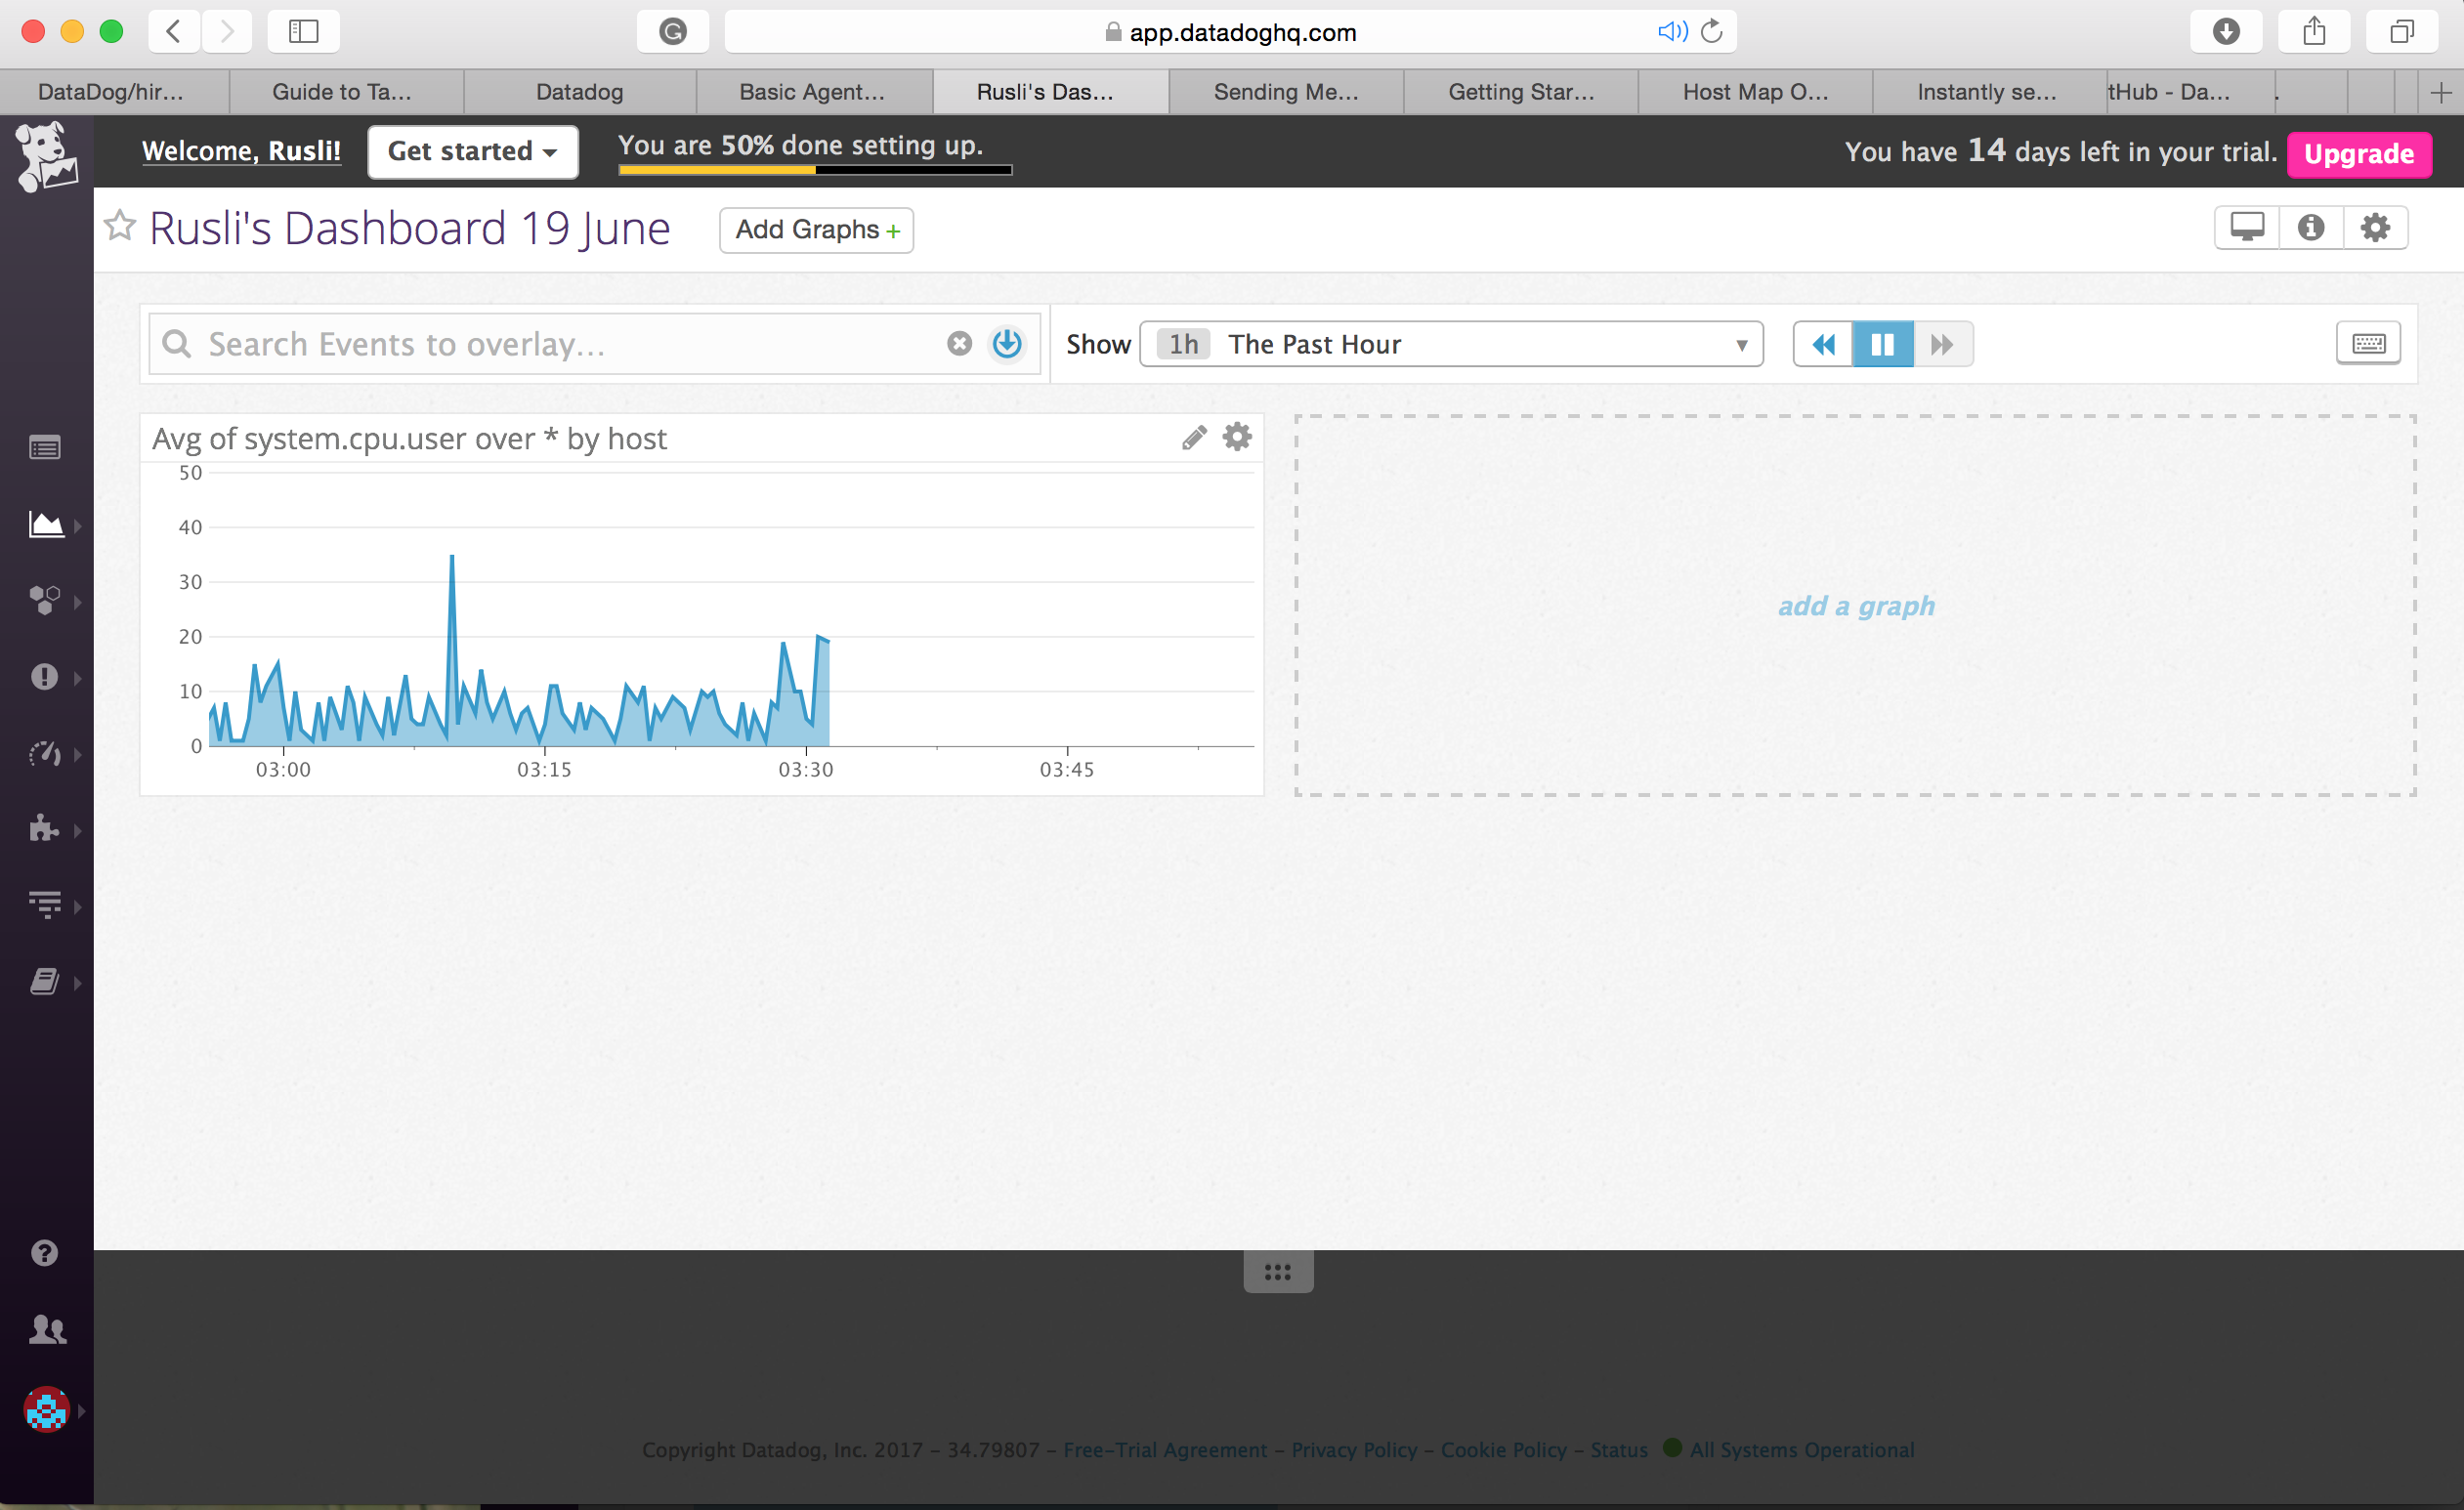 app.datadoghq.com
DataDog/hir...
Guide to Ta...
Datadog
Basic Agent...
Rusli's Das...
Sending Me...
Getting Star...
Host Map O...
Instantly se...
tHub - Da...
Welcome, Rusli!
Get started
You are 50% done setting up.
You have 14 days left in your trial.
Upgrade
Rusli's Dashboard 19 June
Add Graphs +
Search Events to overlay...
Show
1h The Past Hour
Avg of system.cpu.user over * by host
50
40
30
20
10
0
03:00
03:15
03:30
03:45
add a graph
Copyright Datadog, Inc. 2017 - 34.79807 - Free-Trial Agreement - Privacy Policy - Cookie Policy - Status All Systems Operational